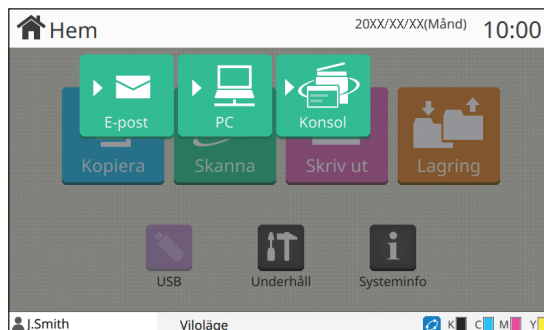 Hem 20XX/XX/XX(Månd) 10:00
E-post PC Konsol
Kopiera Skanna Skriv ut Lagring
USB Underhåll Systeminfo
J.Smith Viloläge K C M Y